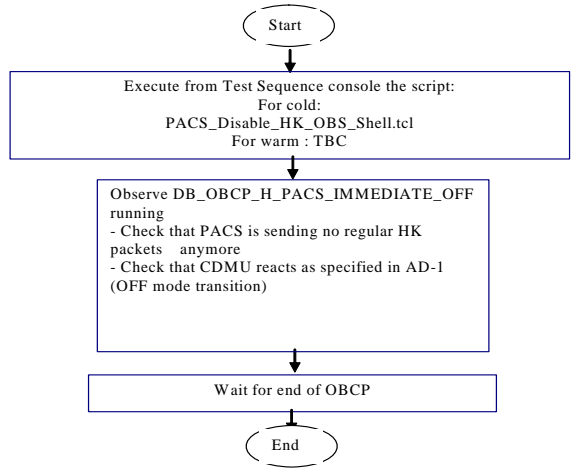 Start
Execute from Test Sequence console the script:
For cold:
PACS_Disable_HK_OBS_Shell.tcl
For warm : TBC
Observe DB_OBCP_H_PACS_IMMEDIATE_OFF
running
- Check that PACS is sending no regular HK
packets anymore
- Check that CDMU reacts as specified in AD-1
(OFF mode transition)
Wait for end of OBCP
End